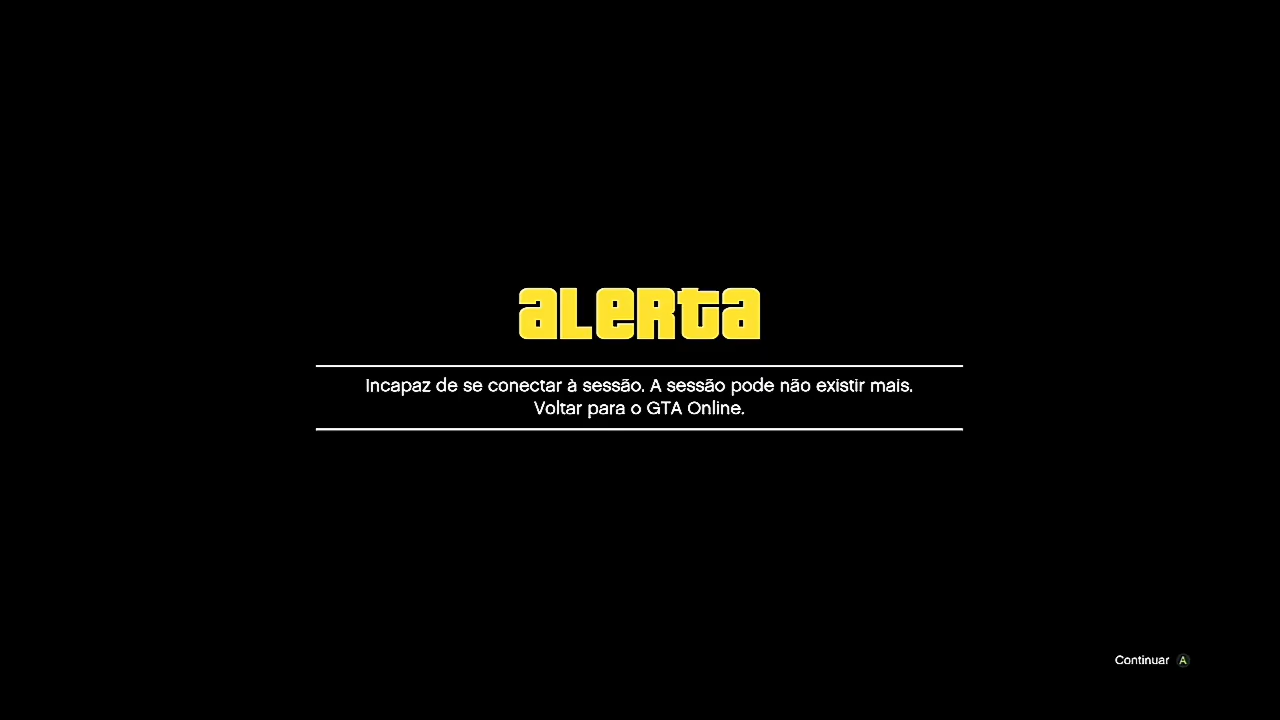 ALERTA
Incapaz de se conectar à sessão. A sessão pode não existir mais.
Voltar para o GTA Online.
Continuar A